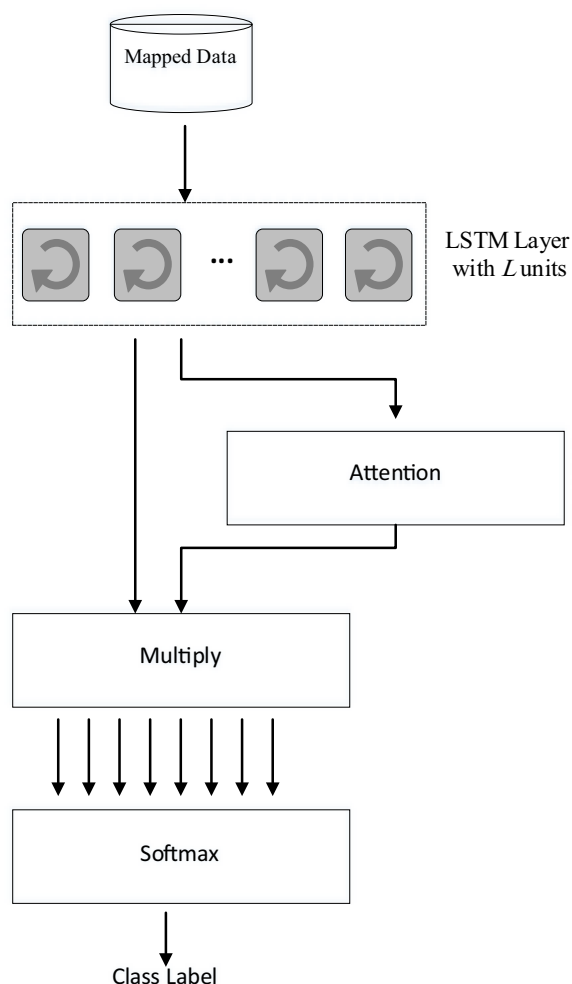 Mapped Data
LSTM Layer
with L units
...
Attention
Multiply
Softmax
Class Label